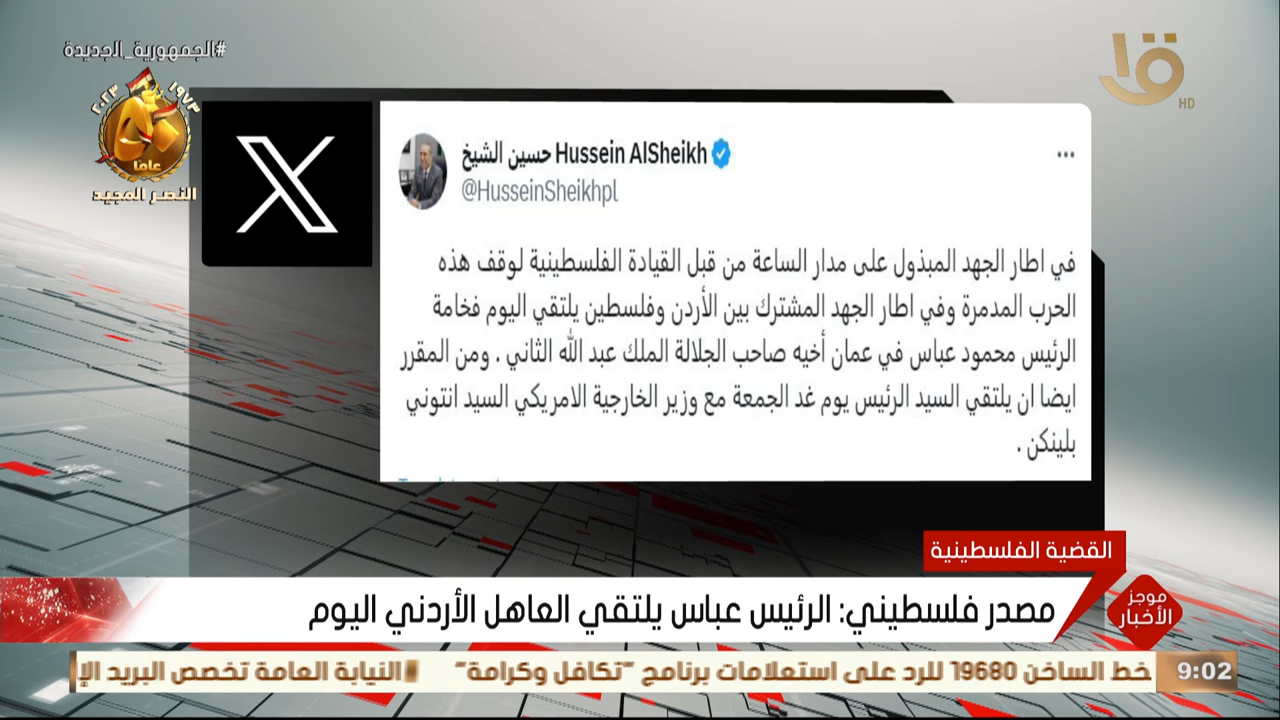 #الجمهورية_الجديدة
١٩٧٣ ٢٠٢٣
عاما
النصر المجيد
HD
حسين الشيخ Hussein AlSheikh
@HusseinSheikhpl
في اطار الجهد المبذول على مدار الساعة من قبل القيادة الفلسطينية لوقف هذه
الحرب المدمرة وفي اطار الجهد المشترك بين الأردن وفلسطين يلتقي اليوم فخامة
الرئيس محمود عباس في عمان أخيه صاحب الجلالة الملك عبد الله الثاني . ومن المقرر
ايضا ان يلتقي السيد الرئيس يوم غد الجمعة مع وزير الخارجية الامريكي السيد انتوني
بلينكن .
القضية الفلسطينية
موجز
الأخبار
مصدر فلسطيني: الرئيس عباس يلتقي العاهل الأردني اليوم
9:02
خط الساخن 19680 للرد على استعلامات برنامج "تكافل وكرامة" النيابة العامة تخصص البريد الإ